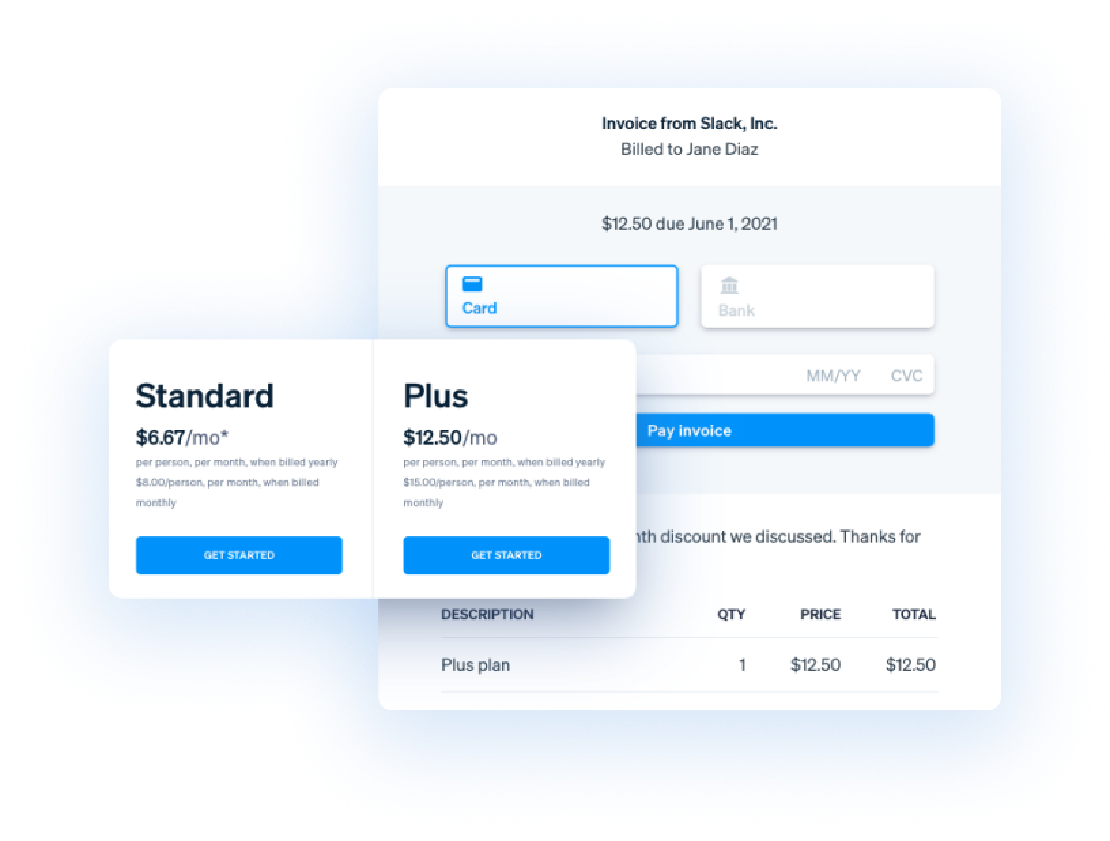 Invoice from Slack, Inc.
Billed to Jane Diaz
$12.50 due June 1, 2021
Card
Bank
MM/YY CVC
Pay invoice
Standard
$6.67/mo*
per person, per month, when billed yearly
$8.00/person, per month, when billed
monthly
GET STARTED
Plus
$12.50/mo
per person, per month, when billed yearly
$15.00/person, per month, when billed
monthly
GET STARTED
discount we discussed. Thanks for
DESCRIPTION QTY PRICE TOTAL
Plus plan 1 $12.50 $12.50